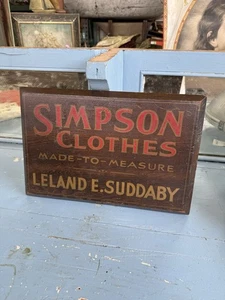 SIMPSON
CLOTHES
MADE-TO-MEASURE
LELAND E. SUDDABY